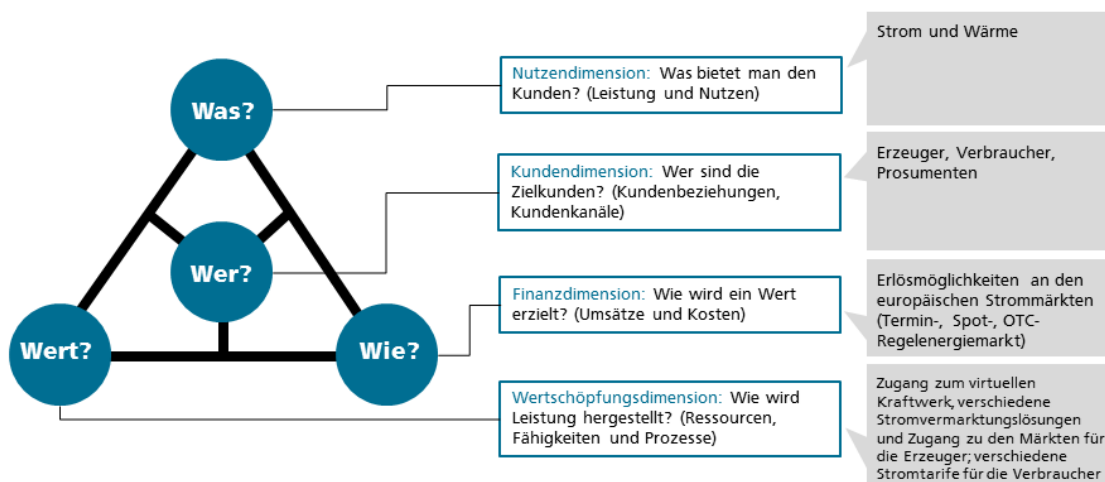 Was?
Wer?
Wert?
Wie?
Nutzendimension: Was bietet man den
Kunden? (Leistung und Nutzen)
Strom und Wärme
Kundendimension: Wer sind die
Zielkunden? (Kundenbeziehungen,
Kundenkanäle)
Erzeuger, Verbraucher,
Prosumenten
Finanzdimension: Wie wird ein Wert
erzielt? (Umsätze und Kosten)
Erlösmöglichkeiten an den
europäischen Strommärkten
(Termin-, Spot-, OTC-
Regelenergiemarkt)
Wertschöpfungsdimension: Wie wird
Leistung hergestellt? (Ressourcen,
Fähigkeiten und Prozesse)
Zugang zum virtuellen
Kraftwerk, verschiedene
Stromvermarktungslösungen
und Zugang zu den Märkten für
die Erzeuger; verschiedene
Stromtarife für die Verbraucher